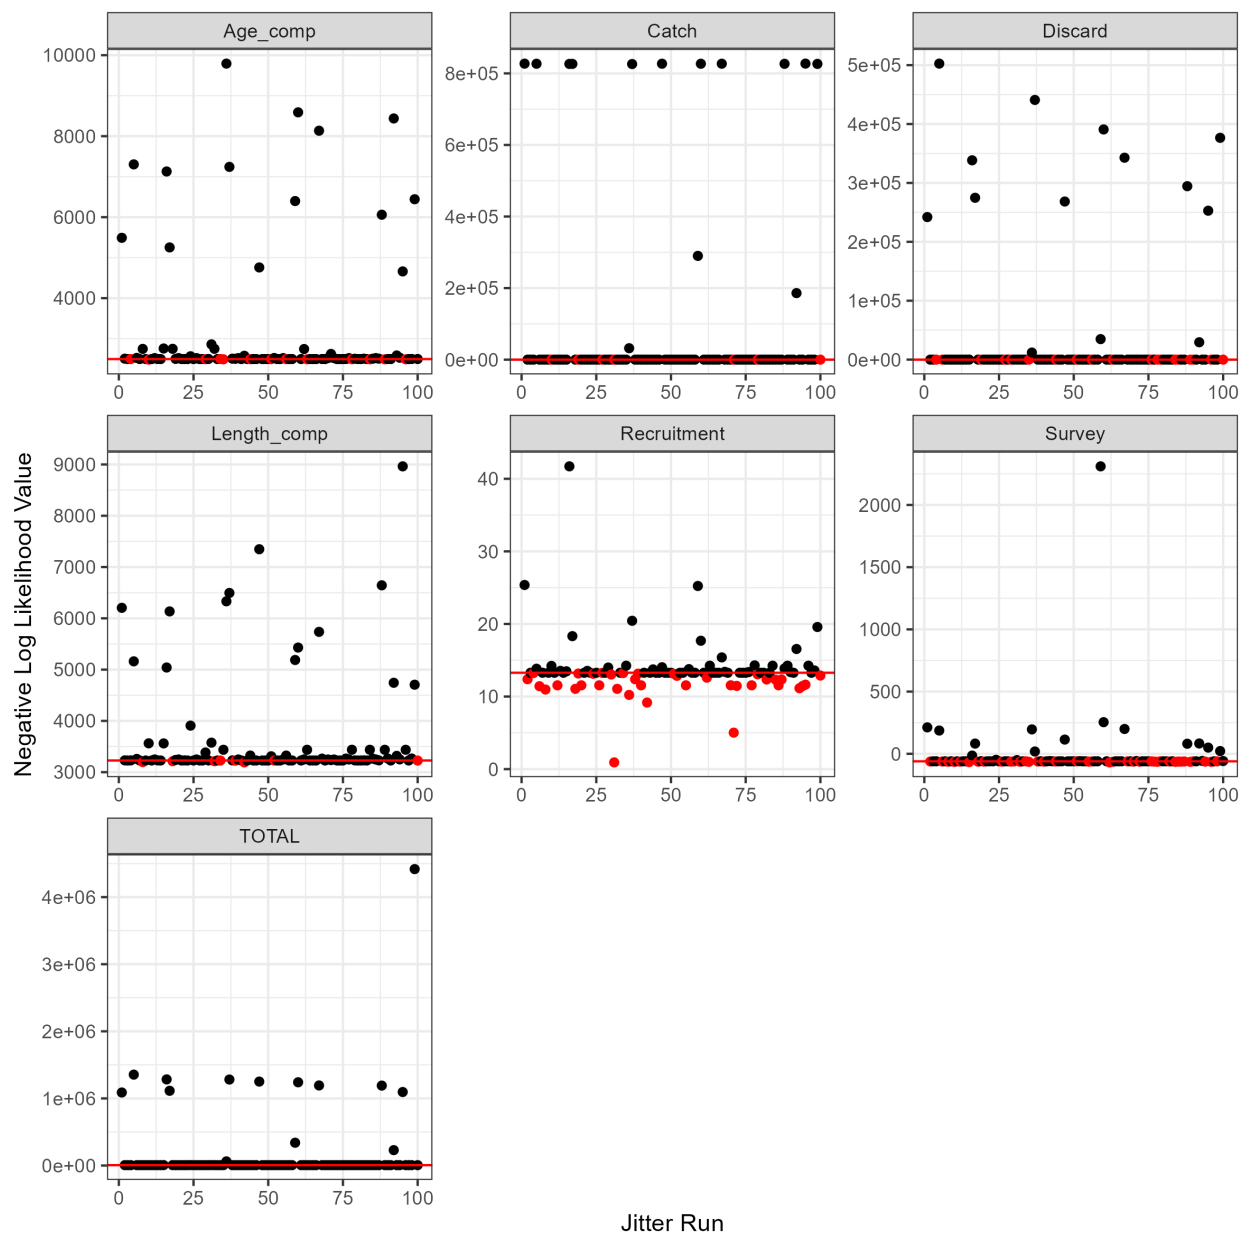 Age_comp
Catch
Discard
10000
8000
6000
4000
0 25 50 75 100
8e+05
6e+05
4e+05
2e+05
0e+00
0 25 50 75 100
5e+05
4e+05
3e+05
2e+05
1e+05
0e+00
0 25 50 75 100
Negative Log Likelihood Value
Length_comp
Recruitment
Survey
9000
8000
7000
6000
5000
4000
3000
0 25 50 75 100
40
30
20
10
0
0 25 50 75 100
2000
1500
1000
500
0
0 25 50 75 100
TOTAL
4e+06
3e+06
2e+06
1e+06
0e+00
0 25 50 75 100
Jitter Run